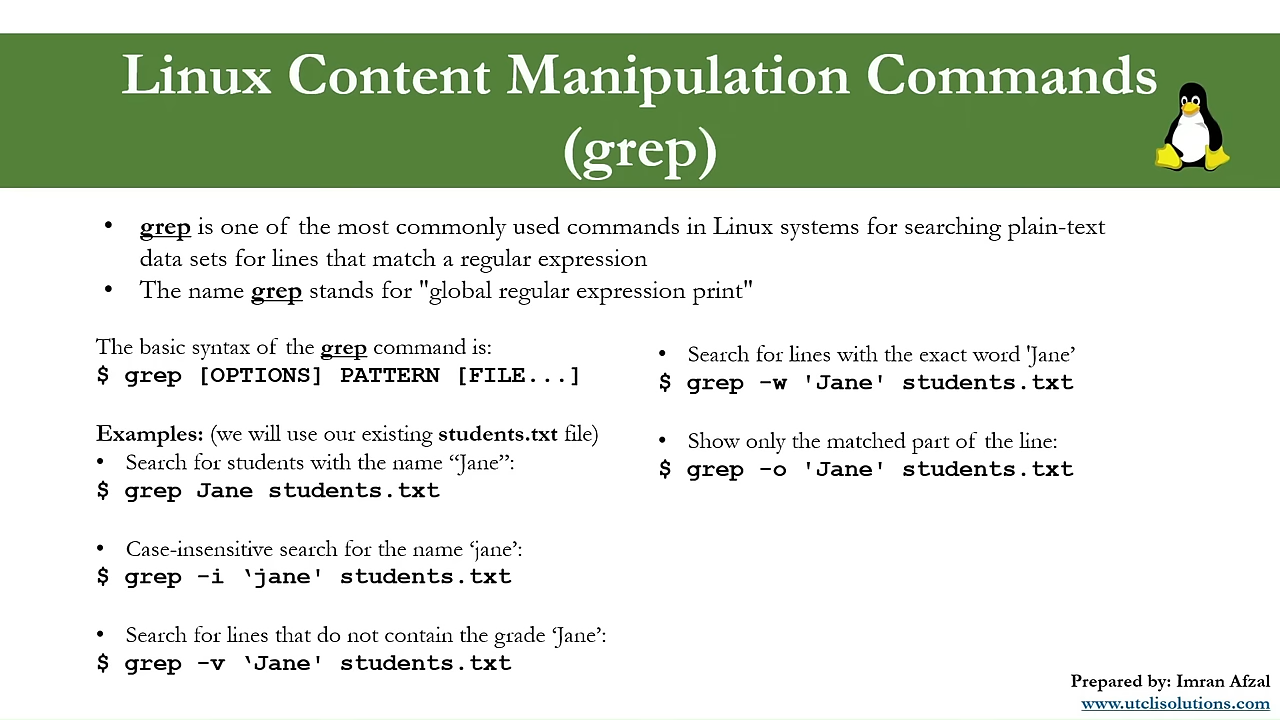 Linux Content Manipulation Commands
(grep)
• grep is one of the most commonly used commands in Linux systems for searching plain-text
data sets for lines that match a regular expression
• The name grep stands for "global regular expression print"
The basic syntax of the grep command is:
$ grep [OPTIONS] PATTERN [FILE...]
Examples: (we will use our existing students.txt file)
• Search for students with the name “Jane”:
$ grep Jane students.txt
• Case-insensitive search for the name ‘jane’:
$ grep -i ‘jane' students.txt
• Search for lines that do not contain the grade ‘Jane’:
$ grep -v ‘Jane' students.txt
• Search for lines with the exact word 'Jane’
$ grep -w 'Jane' students.txt
• Show only the matched part of the line:
$ grep -o 'Jane' students.txt
Prepared by: Imran Afzal
www.utclisolutions.com